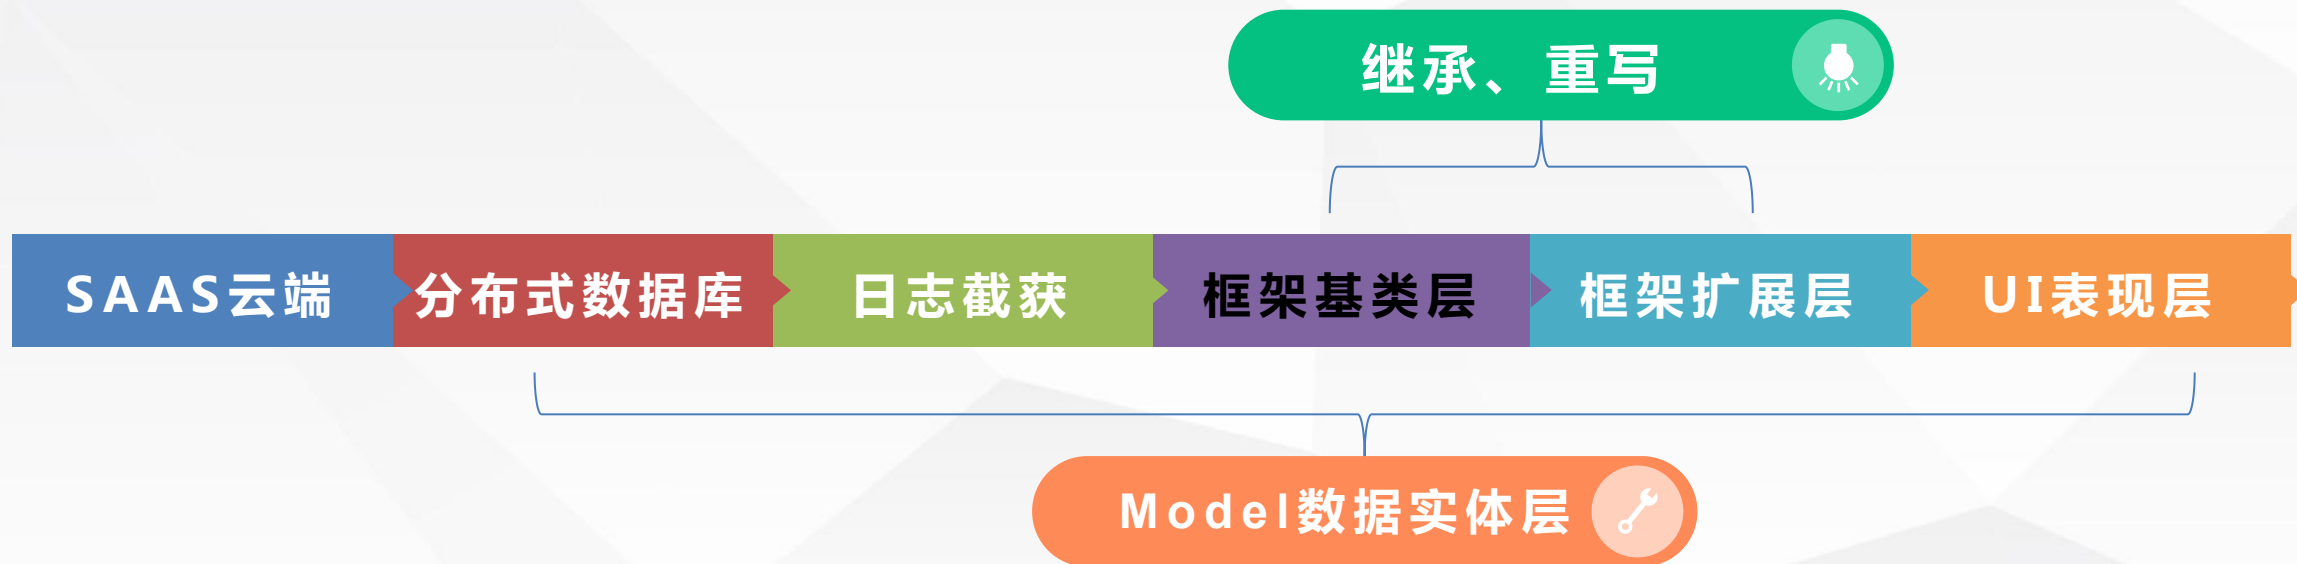 继承、重写
SAAS云端
分布式数据库
日志截获
框架基类层
框架扩展层
UI表现层
Model数据实体层